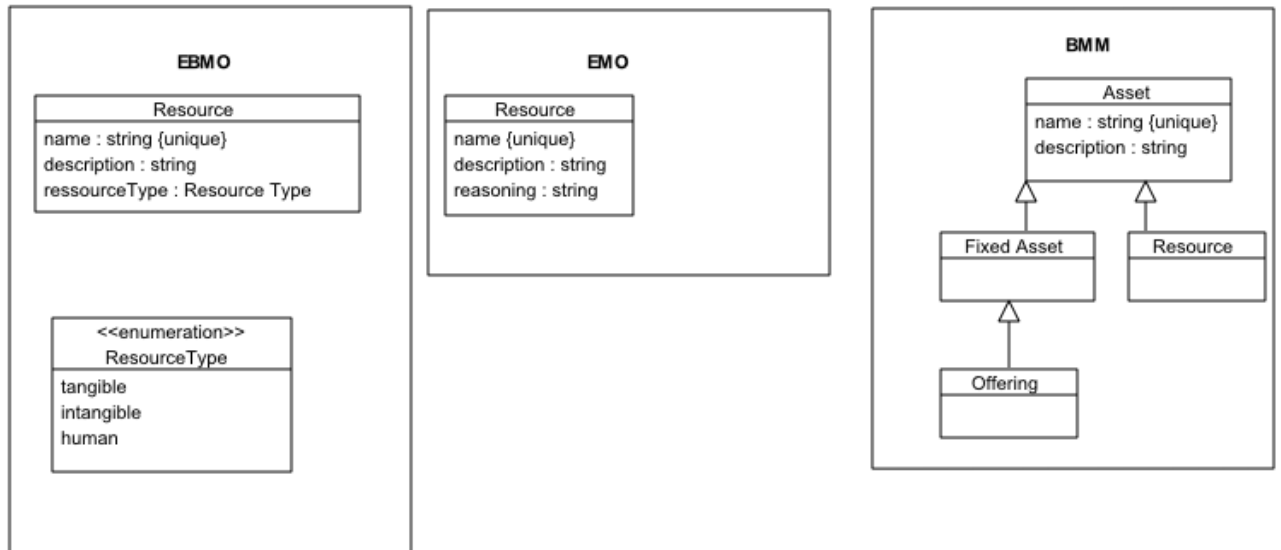 EBMO
Resource
name : string {unique}
description : string
ressourceType : Resource Type
<<enumeration>>
ResourceType
tangible
intangible
human
EMO
Resource
name {unique}
description : string
reasoning : string
BMM
Asset
name : string {unique}
description : string
Fixed Asset
Resource
Offering